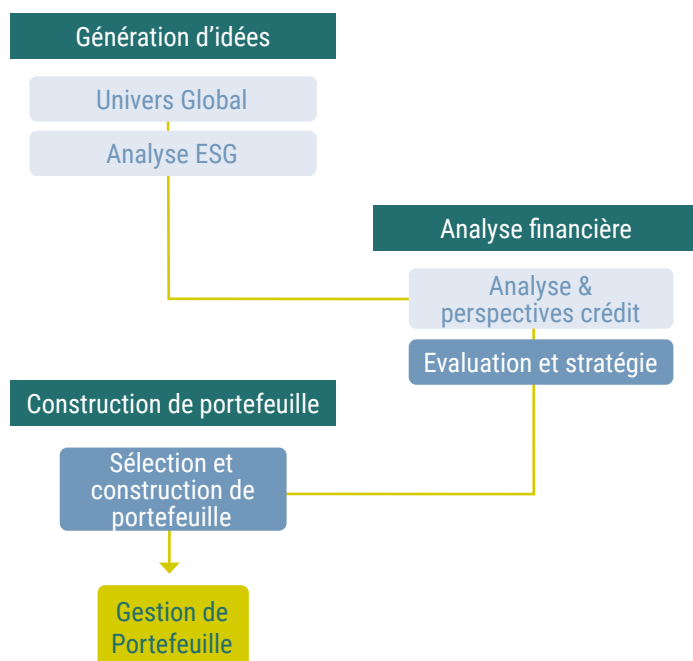 Génération d’idées
Univers Global
Analyse ESG
Analyse financière
Analyse &
perspectives crédit
Evaluation et stratégie
Construction de portefeuille
Sélection et
construction de
portefeuille
Gestion de
Portefeuille